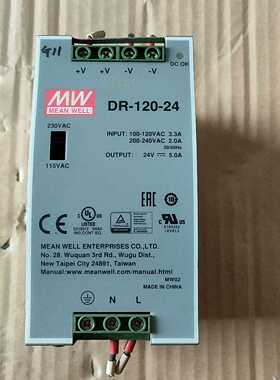 +V +V -V -V
DC OK
MW
MEAN WELL
DR-120-24
230VAC
115VAC
INPUT: 100-120VAC 3.3A
200-240VAC 2.0A
50/60Hz
OUTPUT: 24V 5.0A
MEAN WELL ENTERPRISES CO.,LTD.
No. 28. Wuquan 3rd Rd., Wugu Dist.,
New Taipei City 24891, Taiwan
Manual:www.meanwell.com/manual.html
MW02
MADE IN CHINA
N L